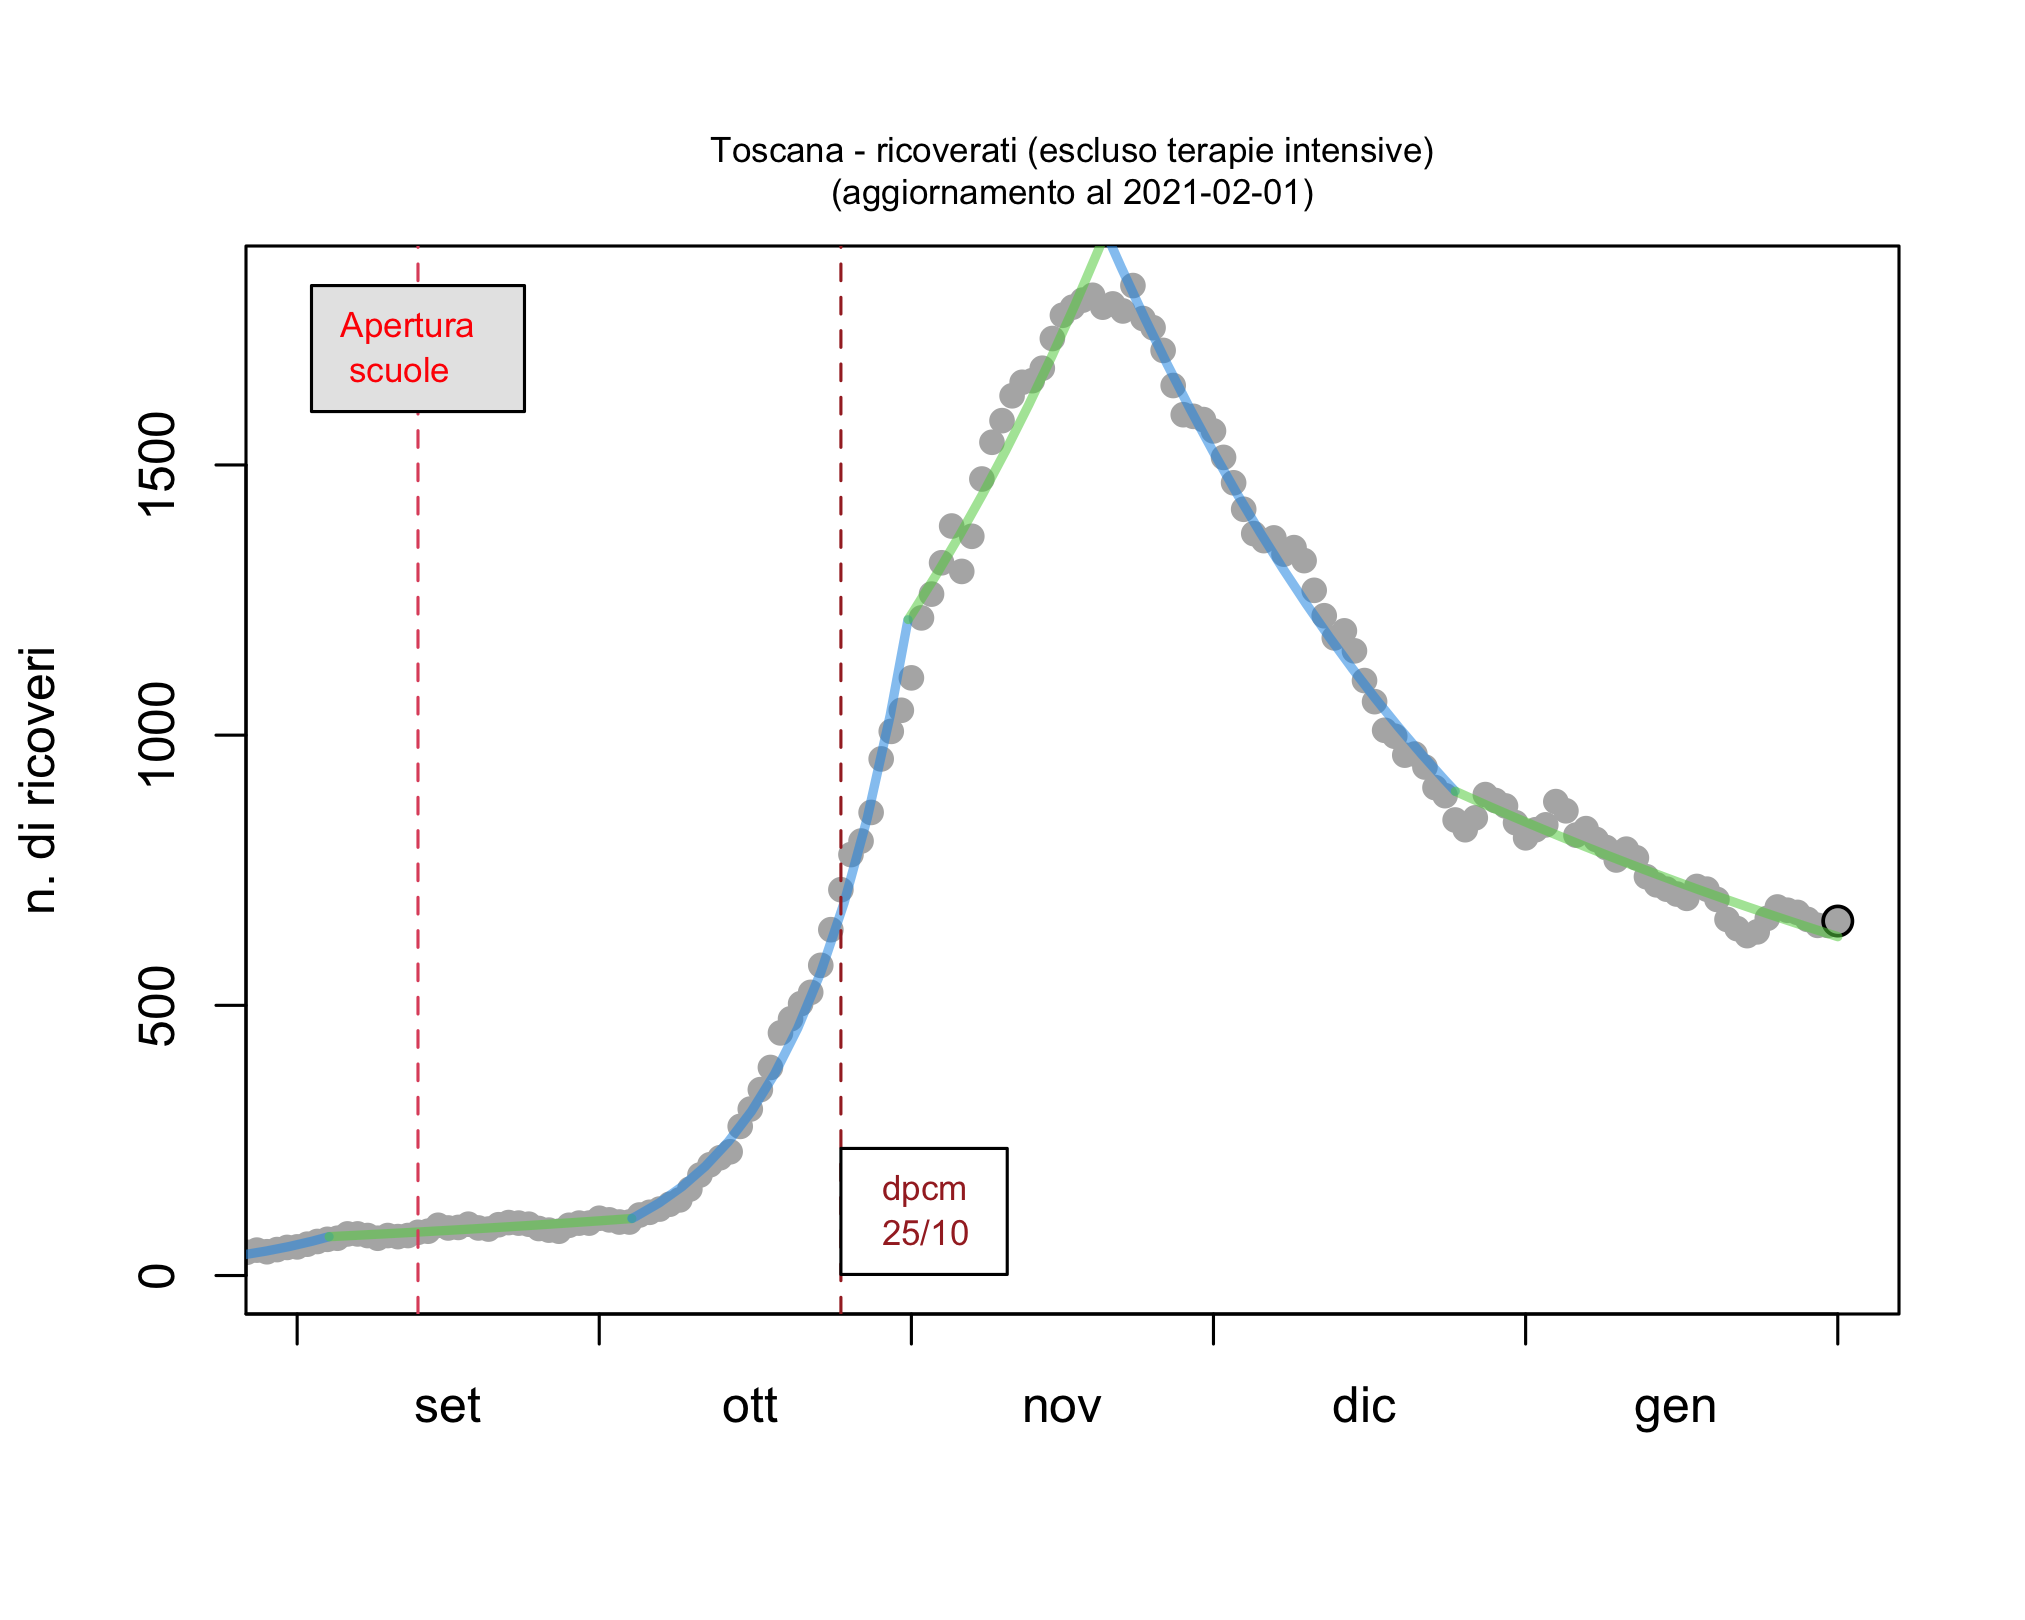 Toscana - ricoverati (escluso terapie intensive)
(aggiornamento al 2021-02-01)
Apertura
scuole
n. di ricoveri
1500
1000
500
0
dpcm
25/10
set
ott
nov
dic
gen